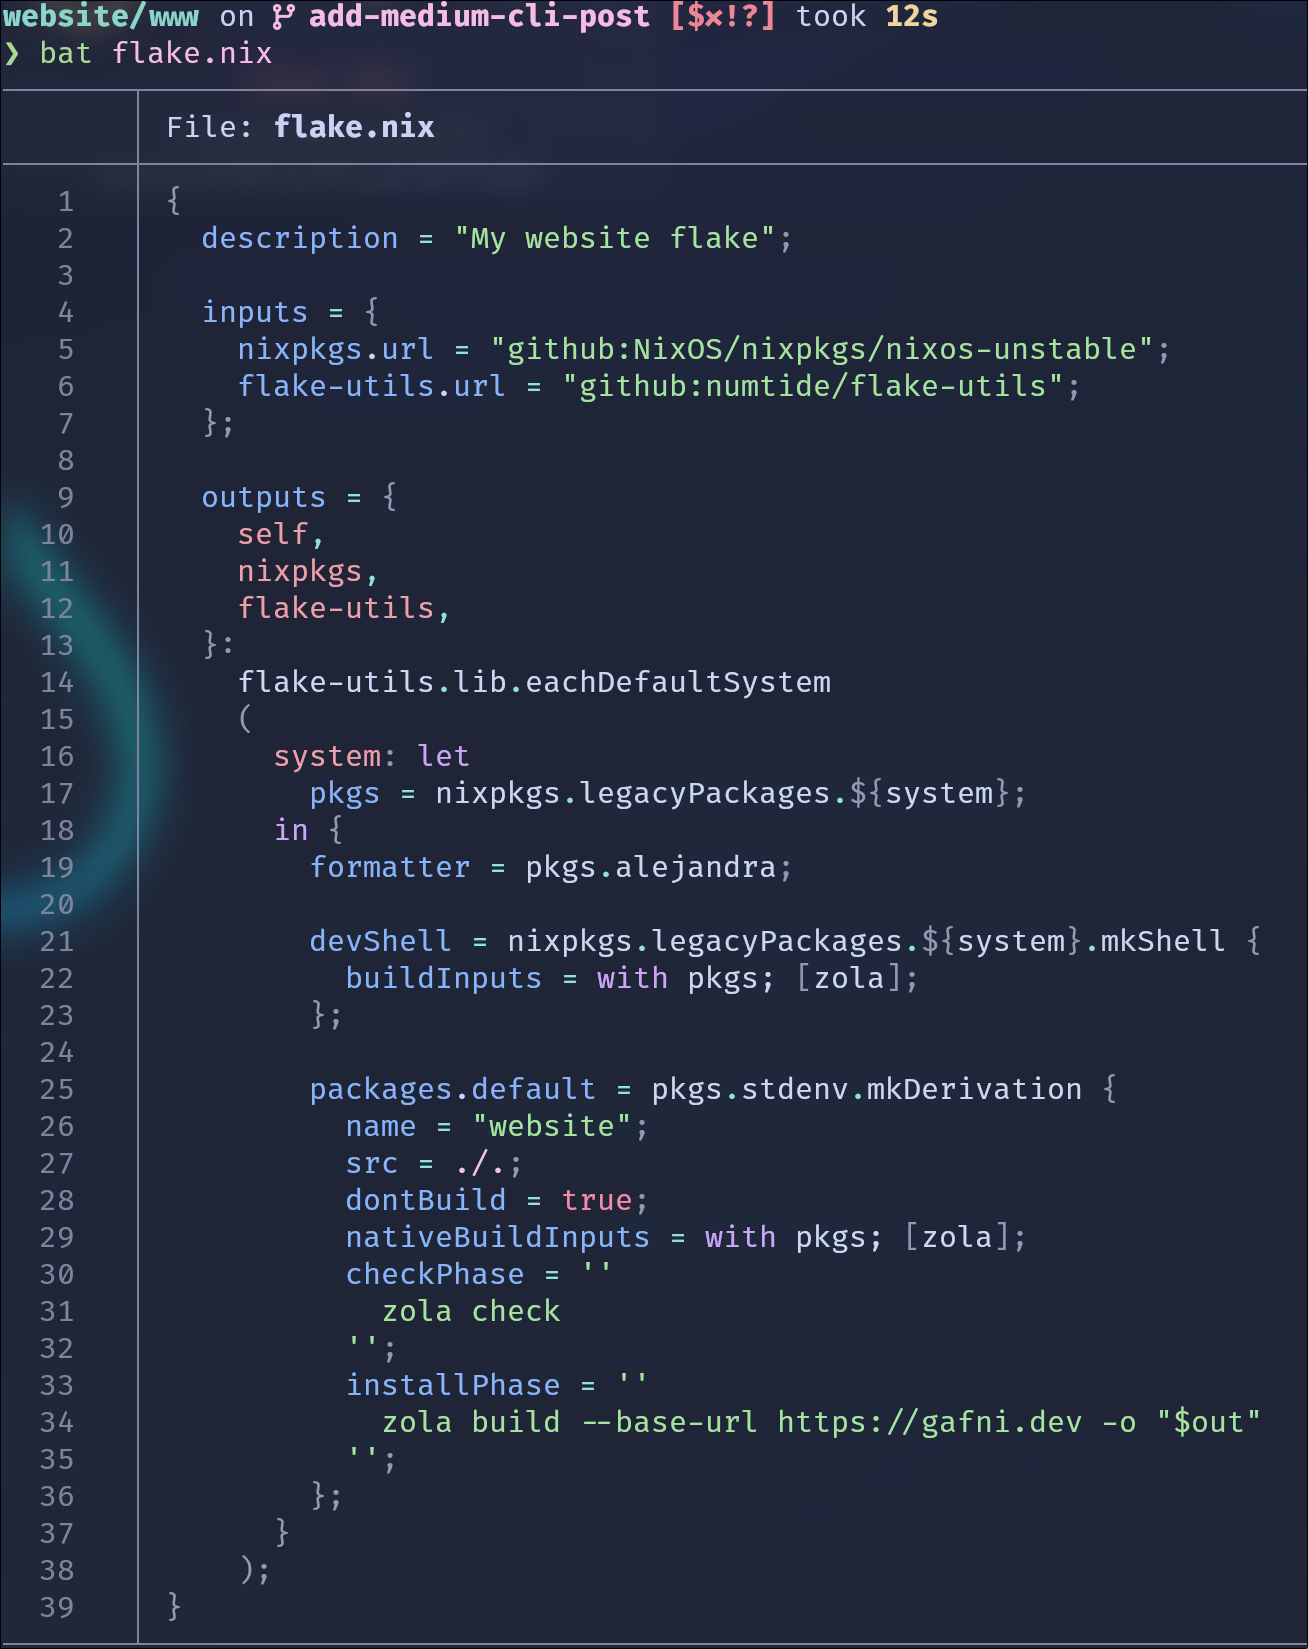 website/www on add-medium-cli-post [$×!?] took 12s
❯ bat flake.nix
File: flake.nix
1 {
2   description = "My website flake";
3
4   inputs = {
5     nixpkgs.url = "github:NixOS/nixpkgs/nixos-unstable";
6     flake-utils.url = "github:numtide/flake-utils";
7   };
8
9   outputs = {
10     self,
11     nixpkgs,
12     flake-utils,
13   }:
14     flake-utils.lib.eachDefaultSystem
15     (
16       system: let
17         pkgs = nixpkgs.legacyPackages.${system};
18       in {
19         formatter = pkgs.alejandra;
20
21         devShell = nixpkgs.legacyPackages.${system}.mkShell {
22           buildInputs = with pkgs; [zola];
23         };
24
25         packages.default = pkgs.stdenv.mkDerivation {
26           name = "website";
27           src = ./.;
28           dontBuild = true;
29           nativeBuildInputs = with pkgs; [zola];
30           checkPhase = ''
31             zola check
32           '';
33           installPhase = ''
34             zola build --base-url https://gafni.dev -o "$out"
35           '';
36         };
37       }
38     );
39 }